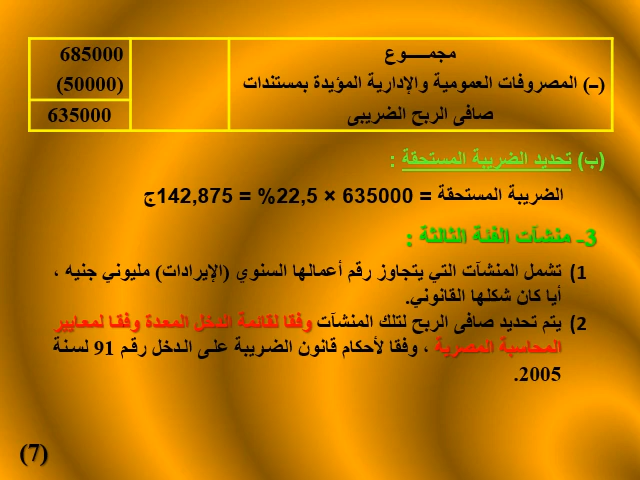 مجمـــــوع 685000
(–) المصروفات العمومية والإدارية المؤيدة بمستندات (50000)
صافى الربح الضريبى 635000
(ب) تحديد الضريبة المستحقة :
الضريبة المستحقة = 635000 × 22,5% = 142,875ج
3- منشآت الفئة الثالثة :
1) تشمل المنشآت التي يتجاوز رقم أعمالها السنوي (الإيرادات) مليوني جنيه ،
أيا كان شكلها القانوني.
2) يتم تحديد صافى الربح لتلك المنشآت وفقا لقائمة الدخل المعدة وفقا لمعايير
المحاسبة المصرية ، وفقا لأحكام قانون الضريبة على الدخل رقم 91 لسنة
2005.
(7)